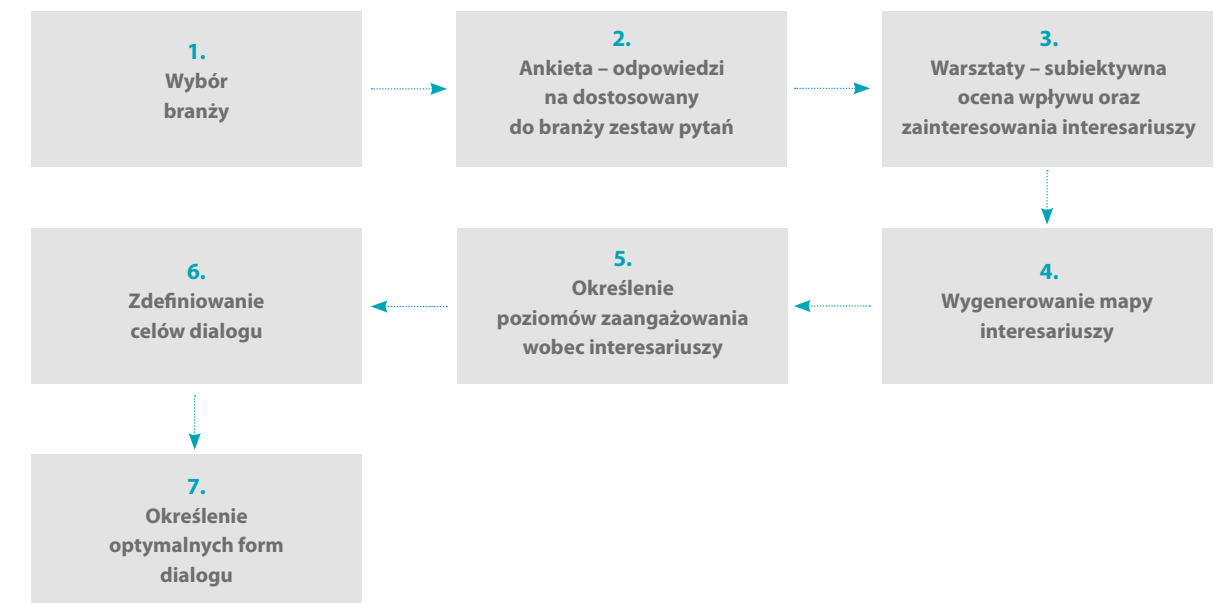 1.
Wybór
branży
2.
Ankieta – odpowiedzi
na dostosowany
do branży zestaw pytań
3.
Warsztaty – subiektywna
ocena wpływu oraz
zainteresowania interesariuszy
4.
Wygenerowanie mapy
interesariuszy
5.
Określenie
poziomów zaangażowania
wobec interesariuszy
6.
Zdefiniowanie
celów dialogu
7.
Określenie
optymalnych form
dialogu